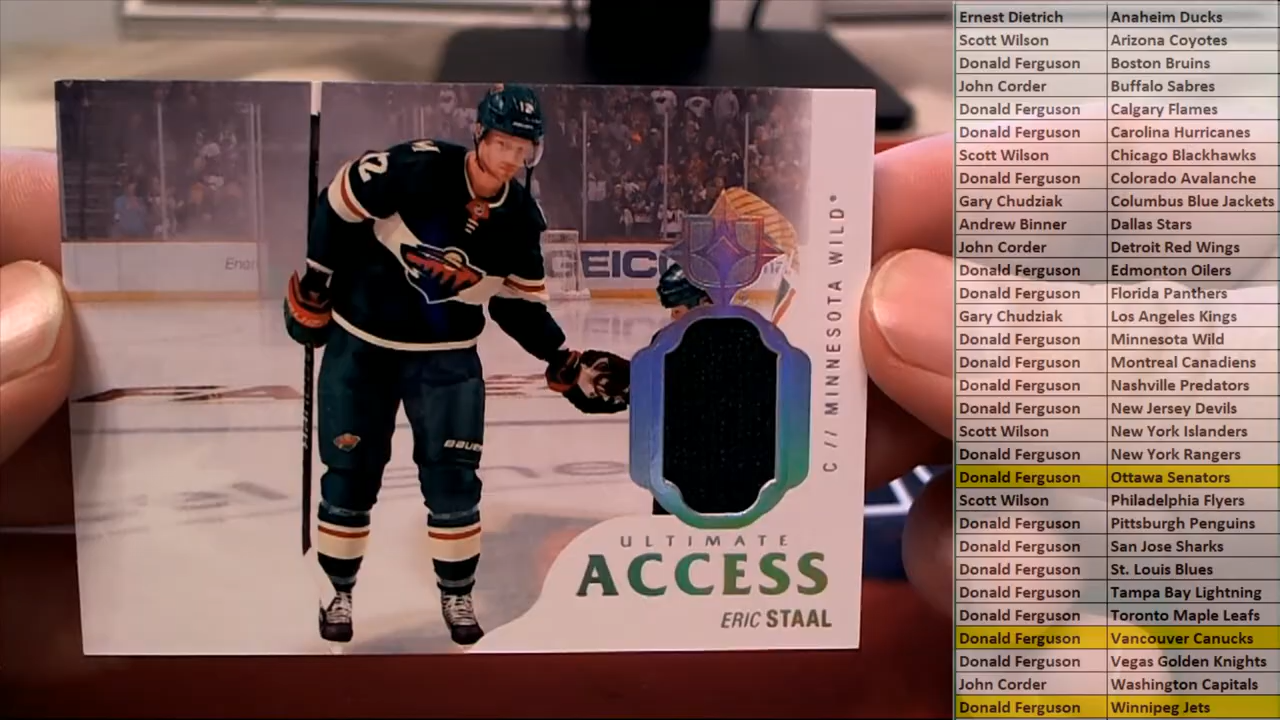 12
12
Enor
GEICO
BAUER
C // MINNESOTA WILD®
ULTIMATE
ACCESS
ERIC STAAL
Ernest Dietrich Anaheim Ducks
Scott Wilson Arizona Coyotes
Donald Ferguson Boston Bruins
John Corder Buffalo Sabres
Donald Ferguson Calgary Flames
Donald Ferguson Carolina Hurricanes
Scott Wilson Chicago Blackhawks
Donald Ferguson Colorado Avalanche
Gary Chudziak Columbus Blue Jackets
Andrew Binner Dallas Stars
John Corder Detroit Red Wings
Donald Ferguson Edmonton Oilers
Donald Ferguson Florida Panthers
Gary Chudziak Los Angeles Kings
Donald Ferguson Minnesota Wild
Donald Ferguson Montreal Canadiens
Donald Ferguson Nashville Predators
Donald Ferguson New Jersey Devils
Scott Wilson New York Islanders
Donald Ferguson New York Rangers
Donald Ferguson Ottawa Senators
Scott Wilson Philadelphia Flyers
Donald Ferguson Pittsburgh Penguins
Donald Ferguson San Jose Sharks
Donald Ferguson St. Louis Blues
Donald Ferguson Tampa Bay Lightning
Donald Ferguson Toronto Maple Leafs
Donald Ferguson Vancouver Canucks
Donald Ferguson Vegas Golden Knights
John Corder Washington Capitals
Donald Ferguson Winnipeg Jets